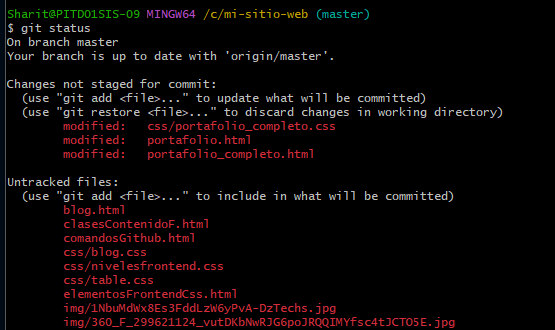 Sharit@PITDO1SIS-09 MINGW64 /c/mi-sitio-web (master)
$ git status
On branch master
Your branch is up to date with 'origin/master'.
Changes not staged for commit:
(use "git add <file>..." to update what will be committed)
(use "git restore <file>..." to discard changes in working directory)
modified: css/portafolio_completo.css
modified: portafolio.html
modified: portafolio_completo.html
Untracked files:
(use "git add <file>..." to include in what will be committed)
blog.html
clasesContenidoF.html
comandosGithub.html
css/blog.css
css/nivelesfrontend.css
css/table.css
elementosFrontendCss.html
img/1NbuMdWx8Es3FddLzW6yPvA-DzTechs.jpg
img/360_F_299621124_vutDKbNwRJG6poJRQQIMYfsc4tJCTO5E.jpg